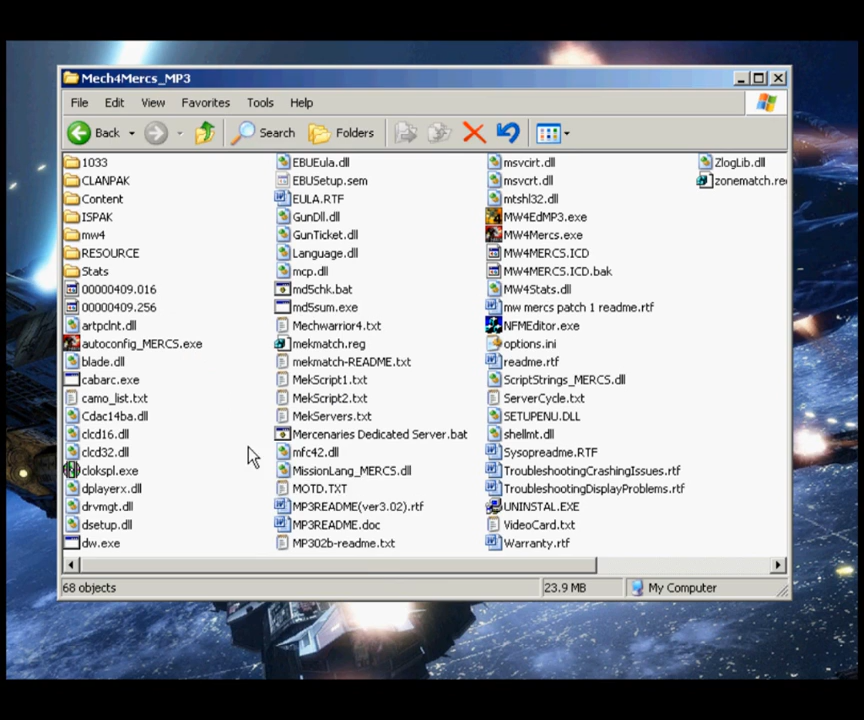 Mech4Mercs_MP3
File Edit View Favorites Tools Help
Back Search Folders
1033
CLANPAK
Content
ISPAK
mw4
RESOURCE
Stats
00000409.016
00000409.256
artpclnt.dll
autoconfig_MERCS.exe
blade.dll
cabarc.exe
camo_list.txt
Cdac14ba.dll
clcd16.dll
clcd32.dll
clokspl.exe
dplayerx.dll
drvmgt.dll
dsetup.dll
dw.exe
EBUEula.dll
EBUSetup.sem
EULA.RTF
GunDll.dll
GunTicket.dll
Language.dll
mcp.dll
md5chk.bat
md5sum.exe
Mechwarrior4.txt
mekmatch.reg
mekmatch-README.txt
MekScript1.txt
MekScript2.txt
MekServers.txt
Mercenaries Dedicated Server.bat
mfc42.dll
MissionLang_MERCS.dll
MOTD.TXT
MP3README(ver3.02).rtf
MP3README.doc
MP302b-readme.txt
msvcirt.dll
msvcrt.dll
mtshl32.dll
MW4EdMP3.exe
MW4Mercs.exe
MW4MERCS.ICD
MW4MERCS.ICD.bak
MW4Stats.dll
mw mercs patch 1 readme.rtf
NFMEditor.exe
options.ini
readme.rtf
ScriptStrings_MERCS.dll
ServerCycle.txt
SETUPENU.DLL
shellmt.dll
Sysopreadme.RTF
TroubleshootingCrashingIssues.rtf
TroubleshootingDisplayProblems.rtf
UNINSTAL.EXE
VideoCard.txt
Warranty.rtf
ZlogLib.dll
zonematch.re
68 objects 23.9 MB My Computer